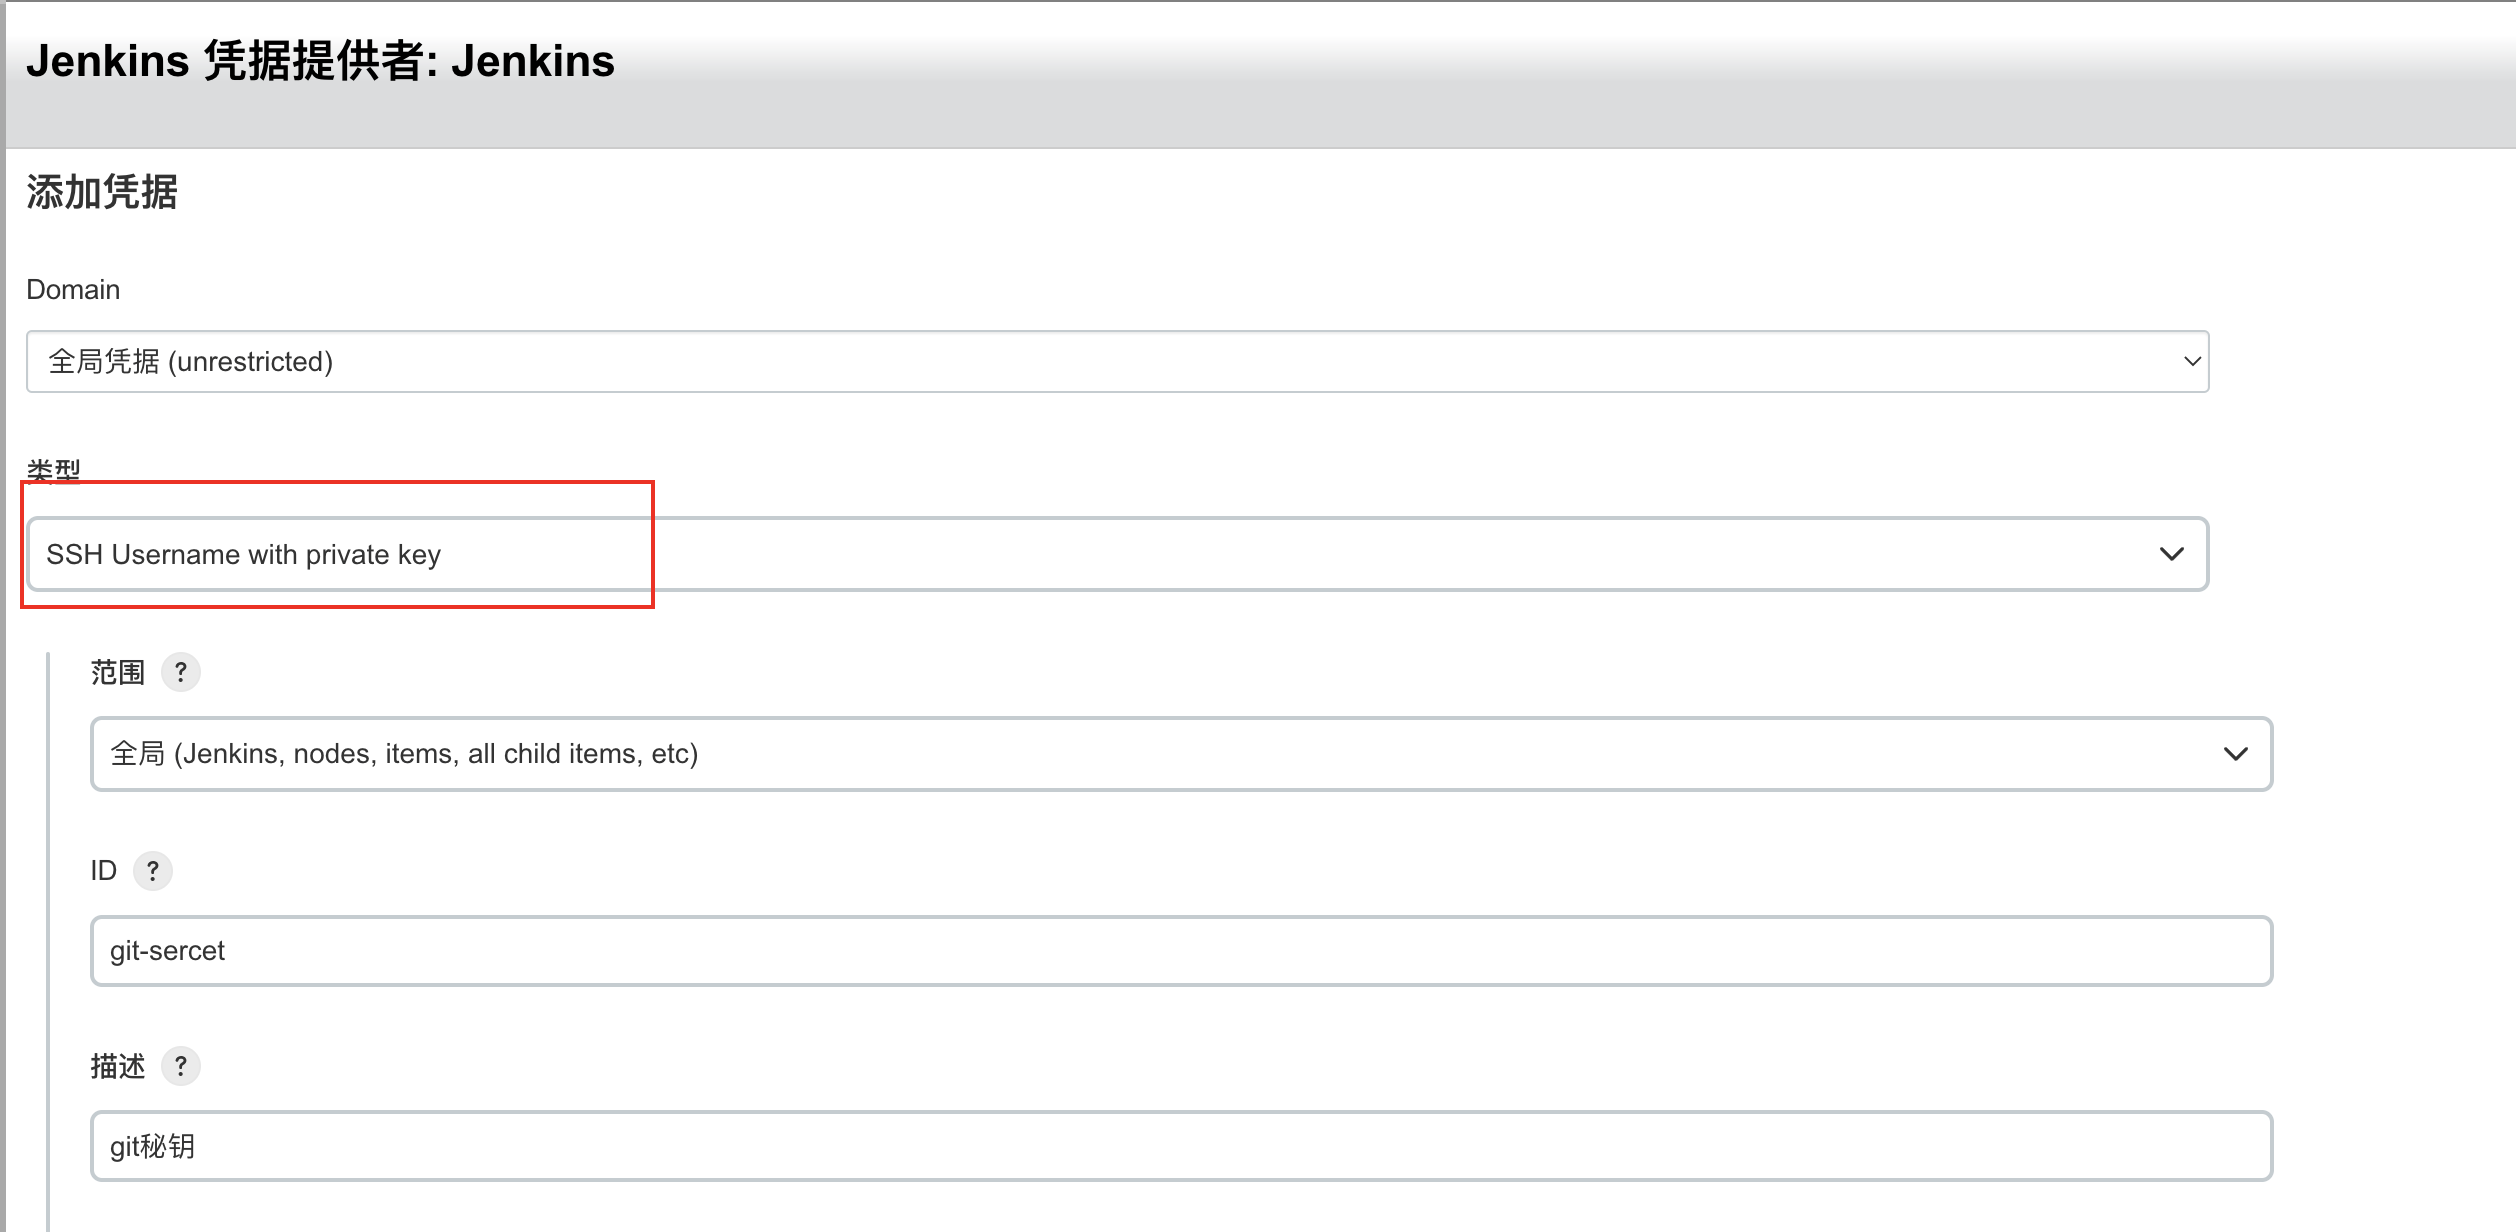 Jenkins 凭据提供者: Jenkins
添加凭据
Domain
全局凭据 (unrestricted)
类型
SSH Username with private key
范围 ?
全局 (Jenkins, nodes, items, all child items, etc)
ID ?
git-sercet
描述 ?
git秘钥